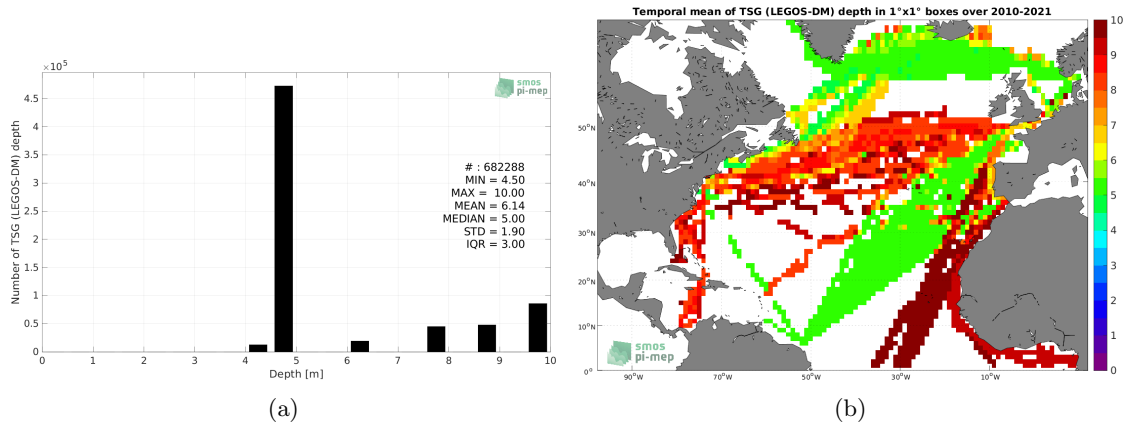 Temporal mean of TSG (LEGOS-DM) depth in 1°x1° boxes over 2010-2021
×10⁵
Number of TSG (LEGOS-DM) depth
4.5
4
3.5
3
2.5
2
1.5
1
0.5
0
smos
pi-mep
# : 682288
MIN = 4.50
MAX = 10.00
MEAN = 6.14
MEDIAN = 5.00
STD = 1.90
IQR = 3.00
0 1 2 3 4 5 6 7 8 9 10
Depth [m]
(a)
50°N
40°N
30°N
20°N
10°N
0°
smos
pi-mep
90°W 70°W 50°W 30°W 10°W
10
9
8
7
6
5
4
3
2
1
0
(b)